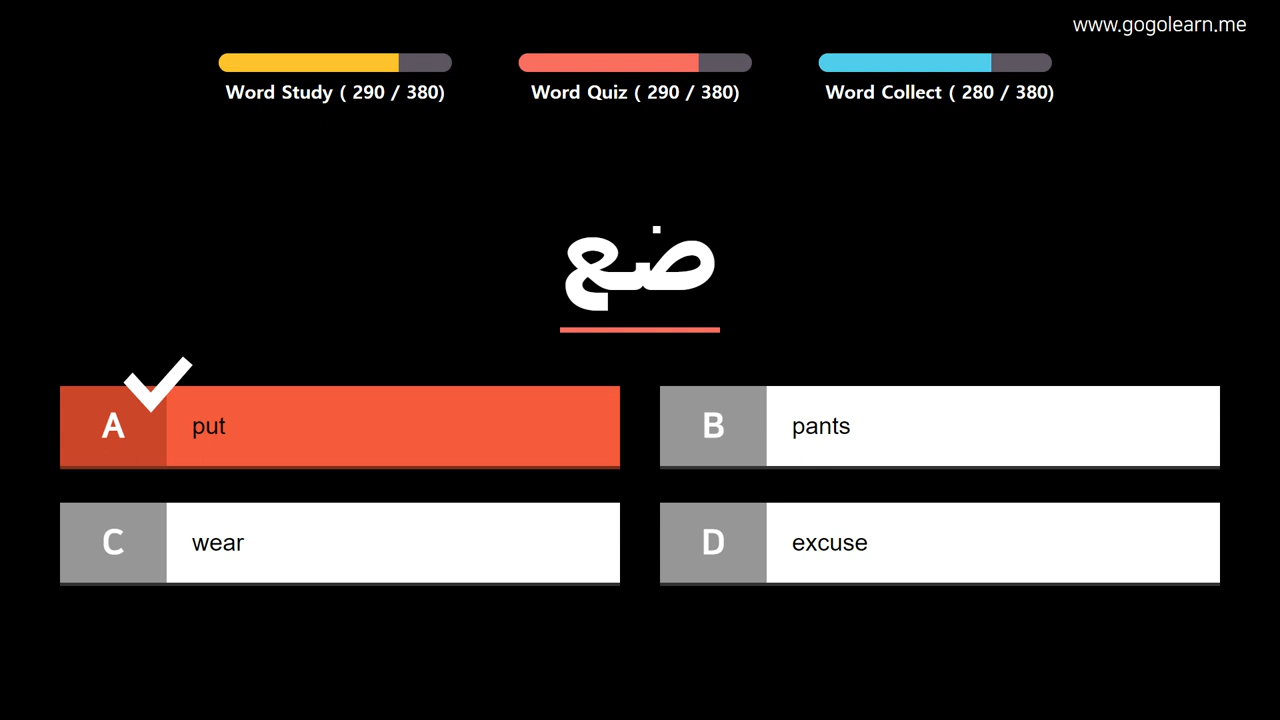 www.gogolearn.me
Word Study ( 290 / 380)
Word Quiz ( 290 / 380)
Word Collect ( 280 / 380)
ضع
A put
B pants
C wear
D excuse